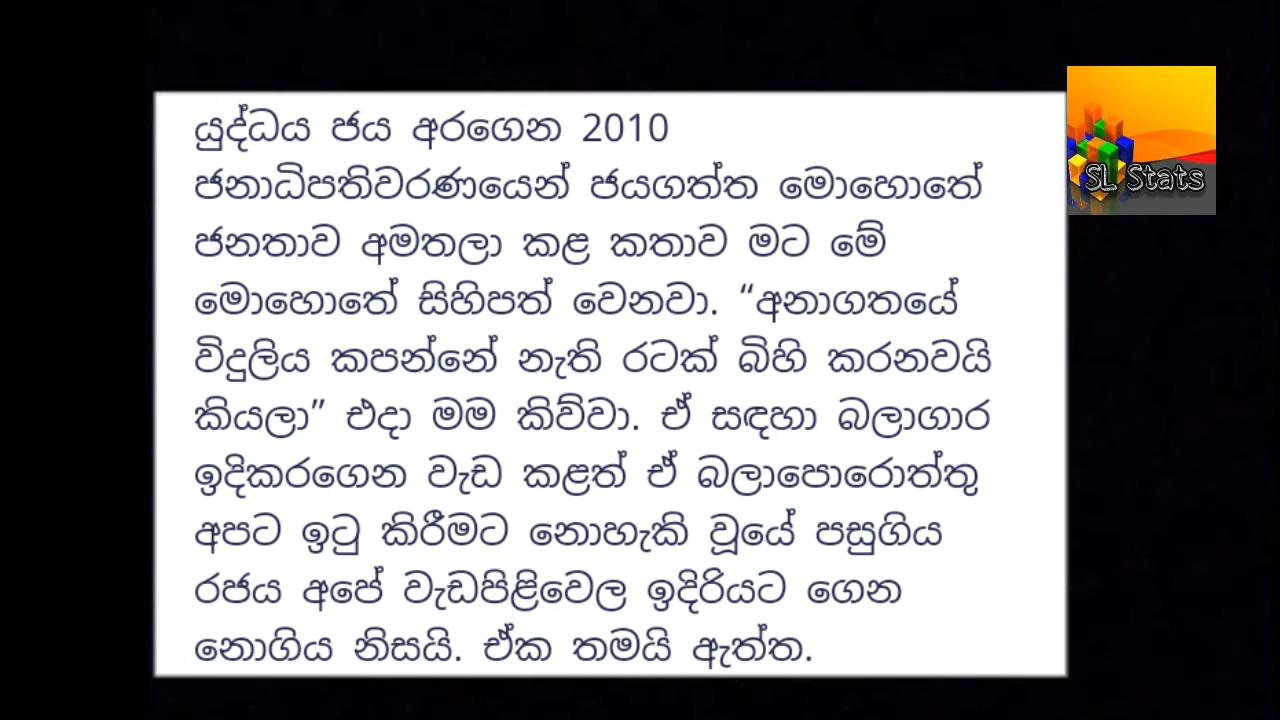 යුද්ධය ජය අරගෙන 2010
ජනාධිපතිවරණයෙන් ජයගත්ත මොහොතේ
ජනතාව අමතලා කළ කතාව මට මේ
මොහොතේ සිහිපත් වෙනවා. “අනාගතයේ
විදුලිය කපන්නේ නැති රටක් බිහි කරනවයි
කියලා” එදා මම කිව්වා. ඒ සඳහා බලාගාර
ඉදිකරගෙන වැඩ කළත් ඒ බලාපොරොත්තු
අපට ඉටු කිරීමට නොහැකි වූයේ පසුගිය
රජය අපේ වැඩපිළිවෙල ඉදිරියට ගෙන
නොගිය නිසයි. ඒක තමයි ඇත්ත.
SL Stats